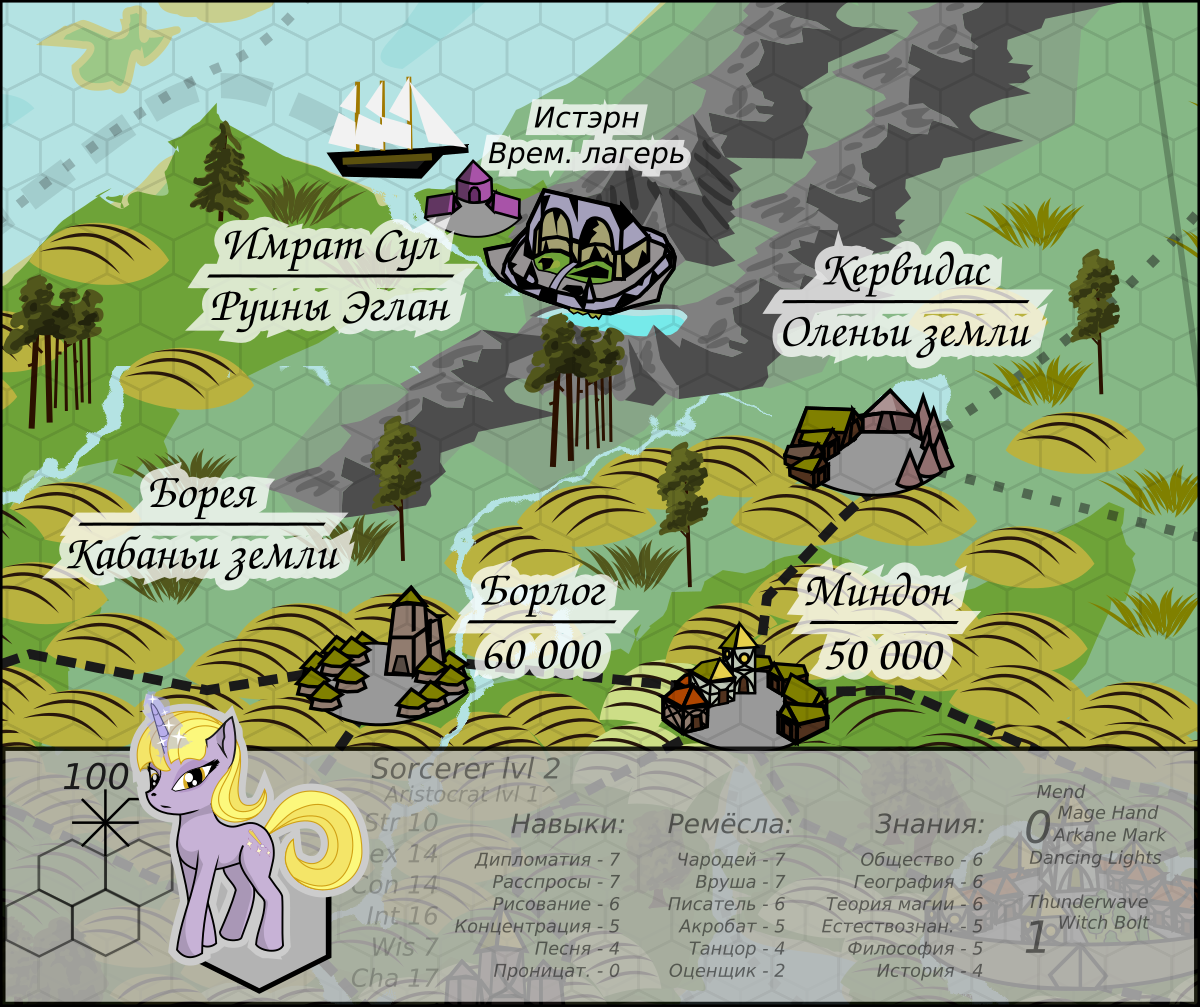 Истэрн
Врем. лагерь
Имрат Сул
Руины Эглан
Кервидас
Оленьи земли
Борея
Кабаньи земли
Борлог
60 000
Миндон
50 000
100
Sorcerer lvl 2
Aristocrat lvl 1^
Str 10
ex 14
Con 14
Int 16
Wis 7
Cha 17
Навыки:
Дипломатия - 7
Расспросы - 7
Рисование - 6
Концентрация - 5
Песня - 4
Проницат. - 0
Ремёсла:
Чародей - 7
Вруша - 7
Писатель - 6
Акробат - 5
Танцор - 4
Оценщик - 2
Знания:
Общество - 6
География - 6
Теория магии - 6
Естествознан. - 5
Философия - 5
История - 4
0
Mend
Mage Hand
Arkane Mark
Dancing Lights
1
Thunderwave
Witch Bolt